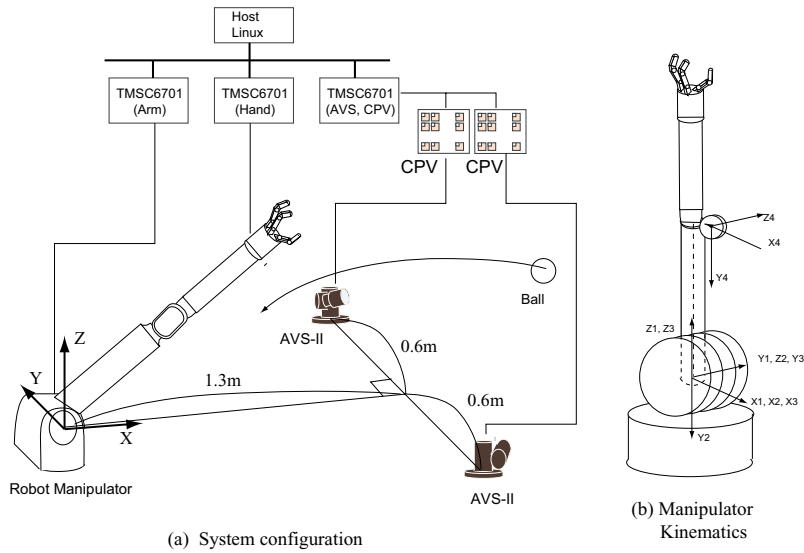 Host
Linux
TMSC6701
(Arm)
TMSC6701
(Hand)
TMSC6701
(AVS, CPV)
CPV
CPV
Z
Y
X
1.3m
AVS-II
0.6m
0.6m
Ball
AVS-II
Robot Manipulator
(a) System configuration
Z4
X4
Y4
Z1, Z3
Y1, Z2, Y3
X1, X2, X3
Y2
(b) Manipulator
Kinematics